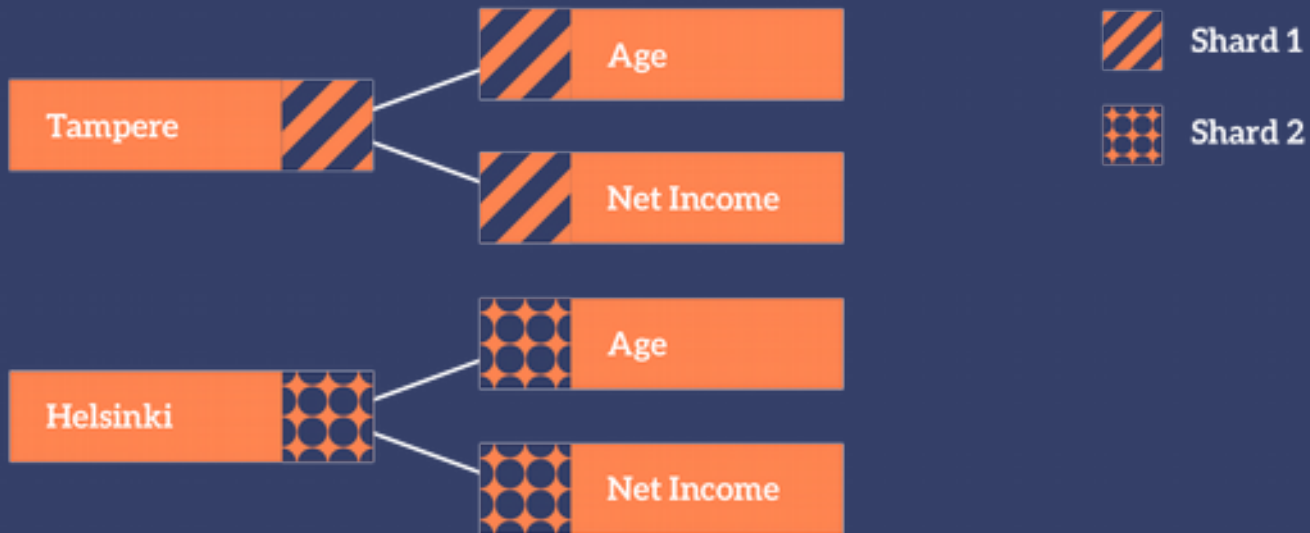 Tampere
Age
Net Income
Helsinki
Age
Net Income
Shard 1
Shard 2